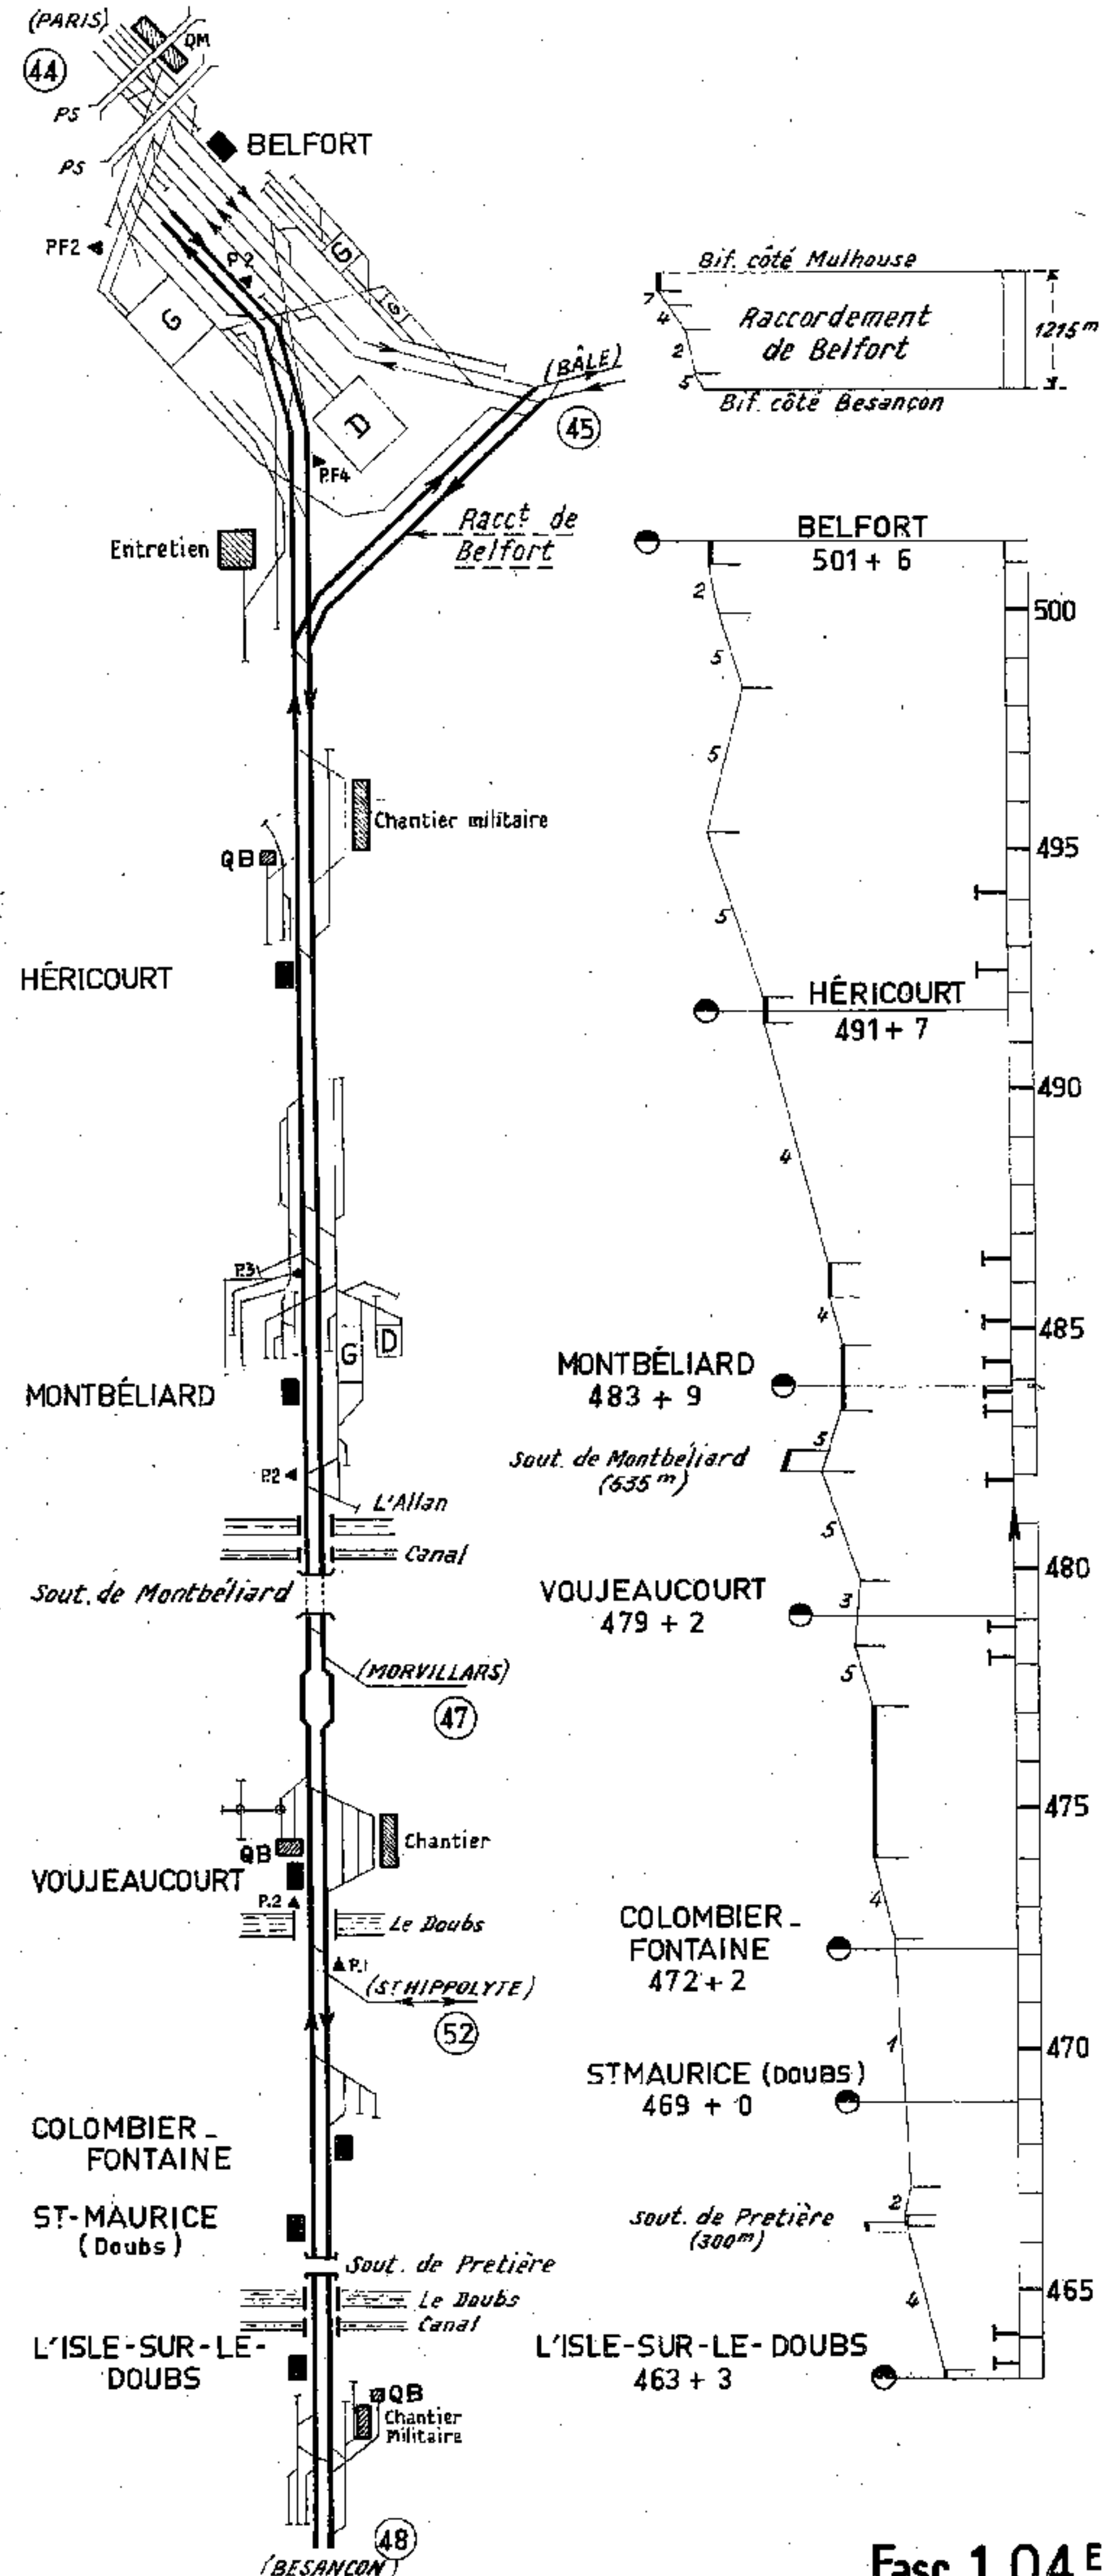 (PARIS)
44
QM
PS
PS
BELFORT
PF2
P.2
G
G
G
D
(BÂLE)
45
PF4
Racct de
Belfort
Entretien
Chantier militaire
QB
HÉRICOURT
P.3
G
D
MONTBÉLIARD
P.2
L'Allan
Canal
Sout. de Montbéliard
(MORVILLARS)
47
QB
Chantier
VOUJEAUCOURT
P.2
Le Doubs
P.1
(ST HIPPOLYTE)
52
COLOMBIER_
FONTAINE
ST-MAURICE
(Doubs)
Sout. de Pretière
Le Doubs
Canal
L'ISLE-SUR-LE-
DOUBS
QB
Chantier
Militaire
48
(BESANÇON)
Bif. côté Mulhouse
7
4
2
5
Raccordement
de Belfort
1215m
Bif. côté Besançon
BELFORT
501 + 6
2
500
5
5
495
5
HÉRICOURT
491 + 7
490
4
4
485
MONTBÉLIARD
483 + 9
5
Sout. de Montbéliard
(635m)
5
480
VOUJEAUCOURT
479 + 2
3
5
475
4
COLOMBIER_
FONTAINE
472 + 2
1
470
ST MAURICE (DOUBS)
469 + 0
2
Sout. de Pretière
(300m)
465
4
L'ISLE-SUR-LE-DOUBS
463 + 3
Fasc 1.04 E